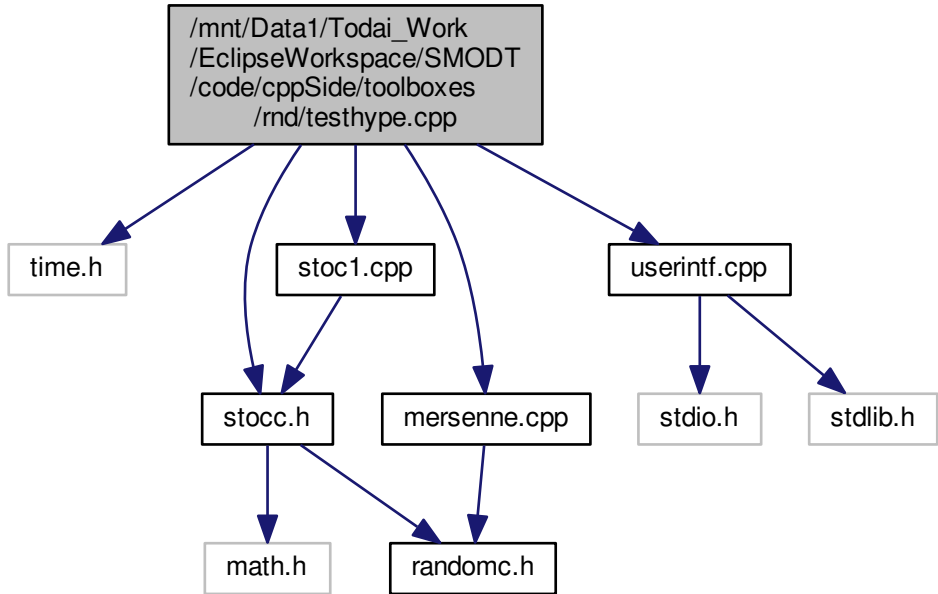 /mnt/Data1/Todai_Work
/EclipseWorkspace/SMODT
/code/cppSide/toolboxes
/rnd/testhype.cpp
time.h
stoc1.cpp
userintf.cpp
stocc.h
mersenne.cpp
stdio.h
stdlib.h
math.h
randomc.h